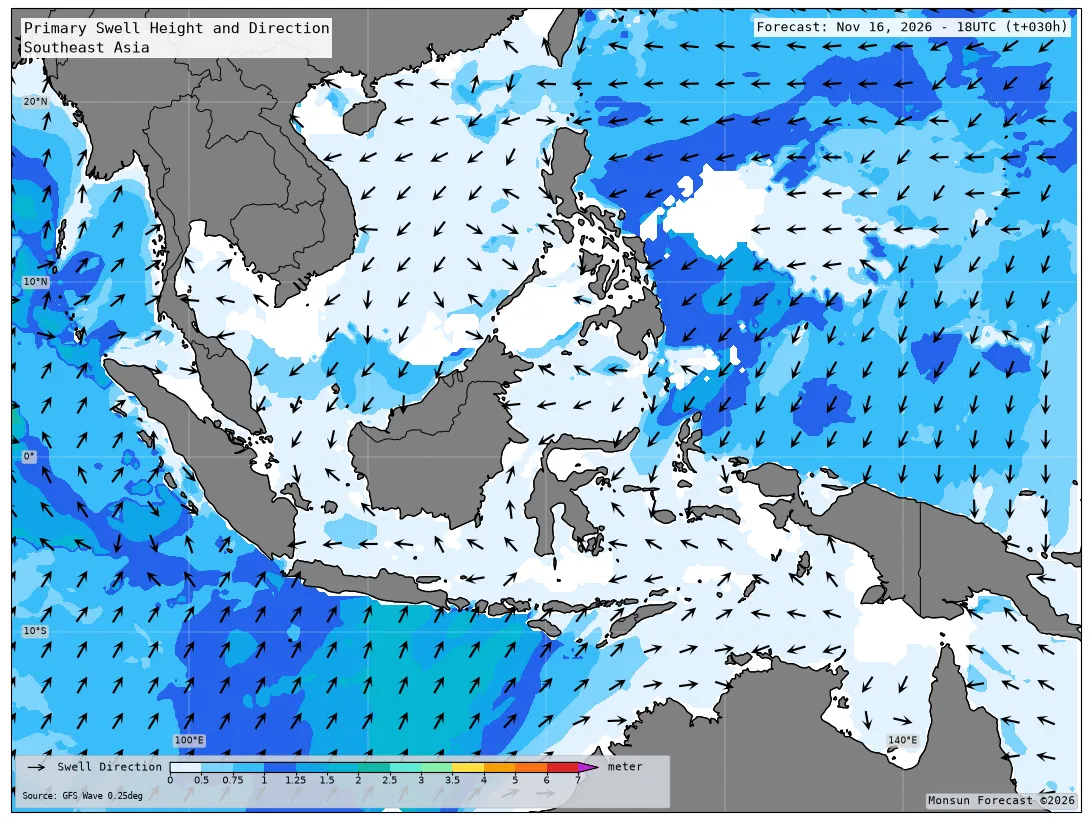 Primary Swell Height and Direction
Southeast Asia
Forecast: Nov 16, 2026 - 18UTC (t+030h)
20°N
10°N
0°
10°S
100°E
140°E
Swell Direction
0 0.5 0.75 1 1.25 1.5 2 2.5 3 3.5 4 5 6 7
meter
Source: GFS Wave 0.25deg
Monsun Forecast ©2026